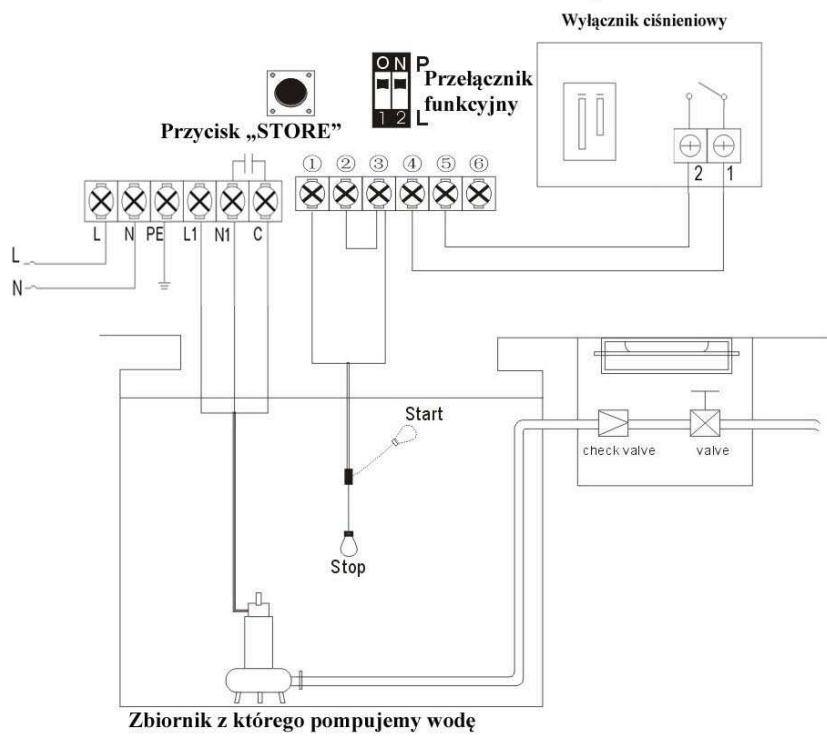 Wyłącznik ciśnieniowy
ON P
Przełącznik
funkcyjny
1 2 L
Przycisk „STORE”
① ② ③ ④ ⑤ ⑥
2 1
L N PE L1 N1 C
L
N
Start
Stop
check valve valve
Zbiornik z którego pompujemy wodę